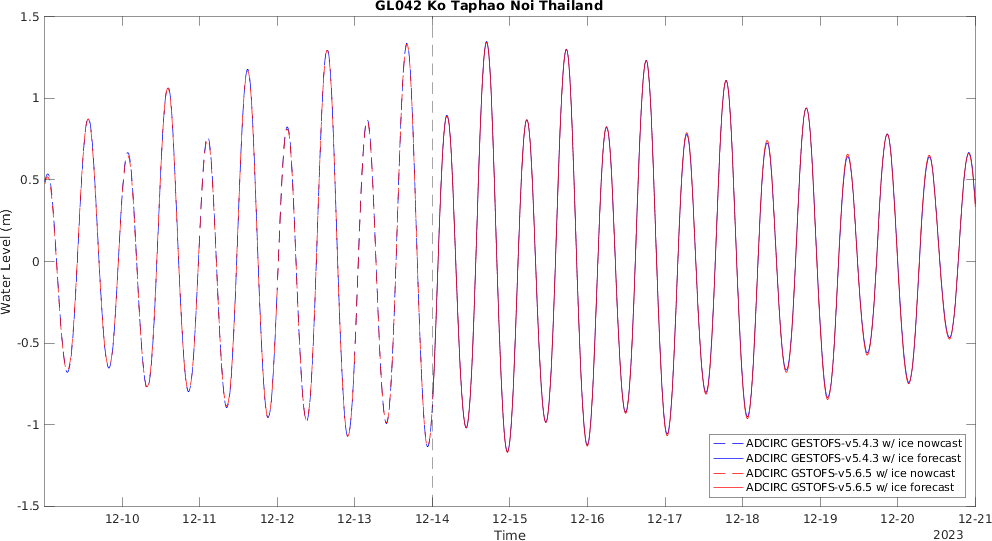 GL042 Ko Taphao Noi Thailand
1.5
1
0.5
0
-0.5
-1
-1.5
Water Level (m)
ADCIRC GESTOFS-v5.4.3 w/ ice nowcast
ADCIRC GESTOFS-v5.4.3 w/ ice forecast
ADCIRC GSTOFS-v5.6.5 w/ ice nowcast
ADCIRC GSTOFS-v5.6.5 w/ ice forecast
12-10 12-11 12-12 12-13 12-14 12-15 12-16 12-17 12-18 12-19 12-20 12-21
Time
2023